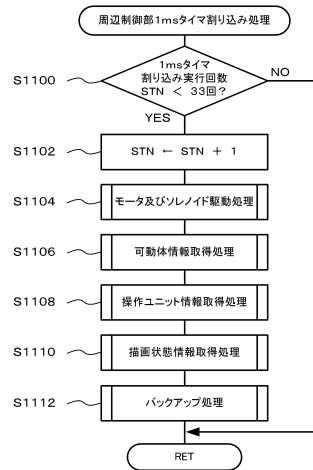 周辺制御部1msタイマ割り込み処理
S1100
1msタイマ
割り込み実行回数
STN < 33回?
NO
YES
S1102
STN ← STN + 1
S1104
モータ及びソレノイド駆動処理
S1106
可動体情報取得処理
S1108
操作ユニット情報取得処理
S1110
描画状態情報取得処理
S1112
バックアップ処理
RET